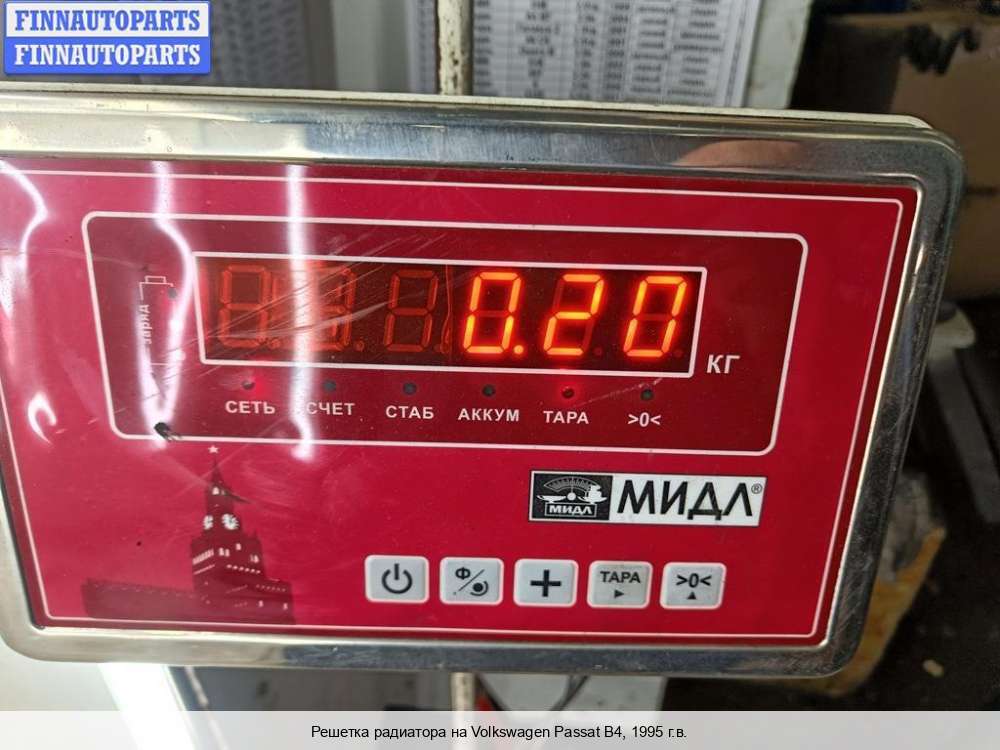 FINNAUTOPARTS
FINNAUTOPARTS
заряд
0.20
КГ
СЕТЬ СЧЕТ СТАБ АККУМ ТАРА >0<
МИДЛ МИДЛ®
Ф + ТАРА >0<
Решетка радиатора на Volkswagen Passat B4, 1995 г.в.